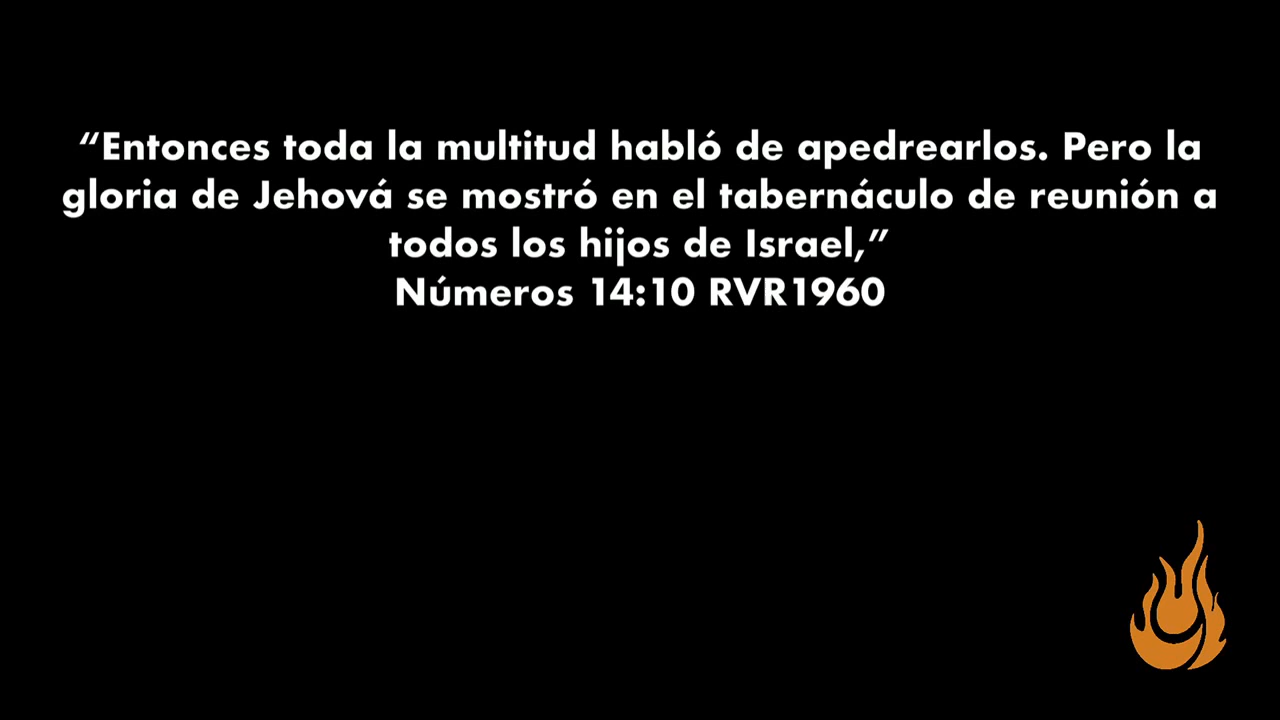 “Entonces toda la multitud habló de apedrearlos. Pero la
gloria de Jehová se mostró en el tabernáculo de reunión a
todos los hijos de Israel,”
Números 14:10 RVR1960